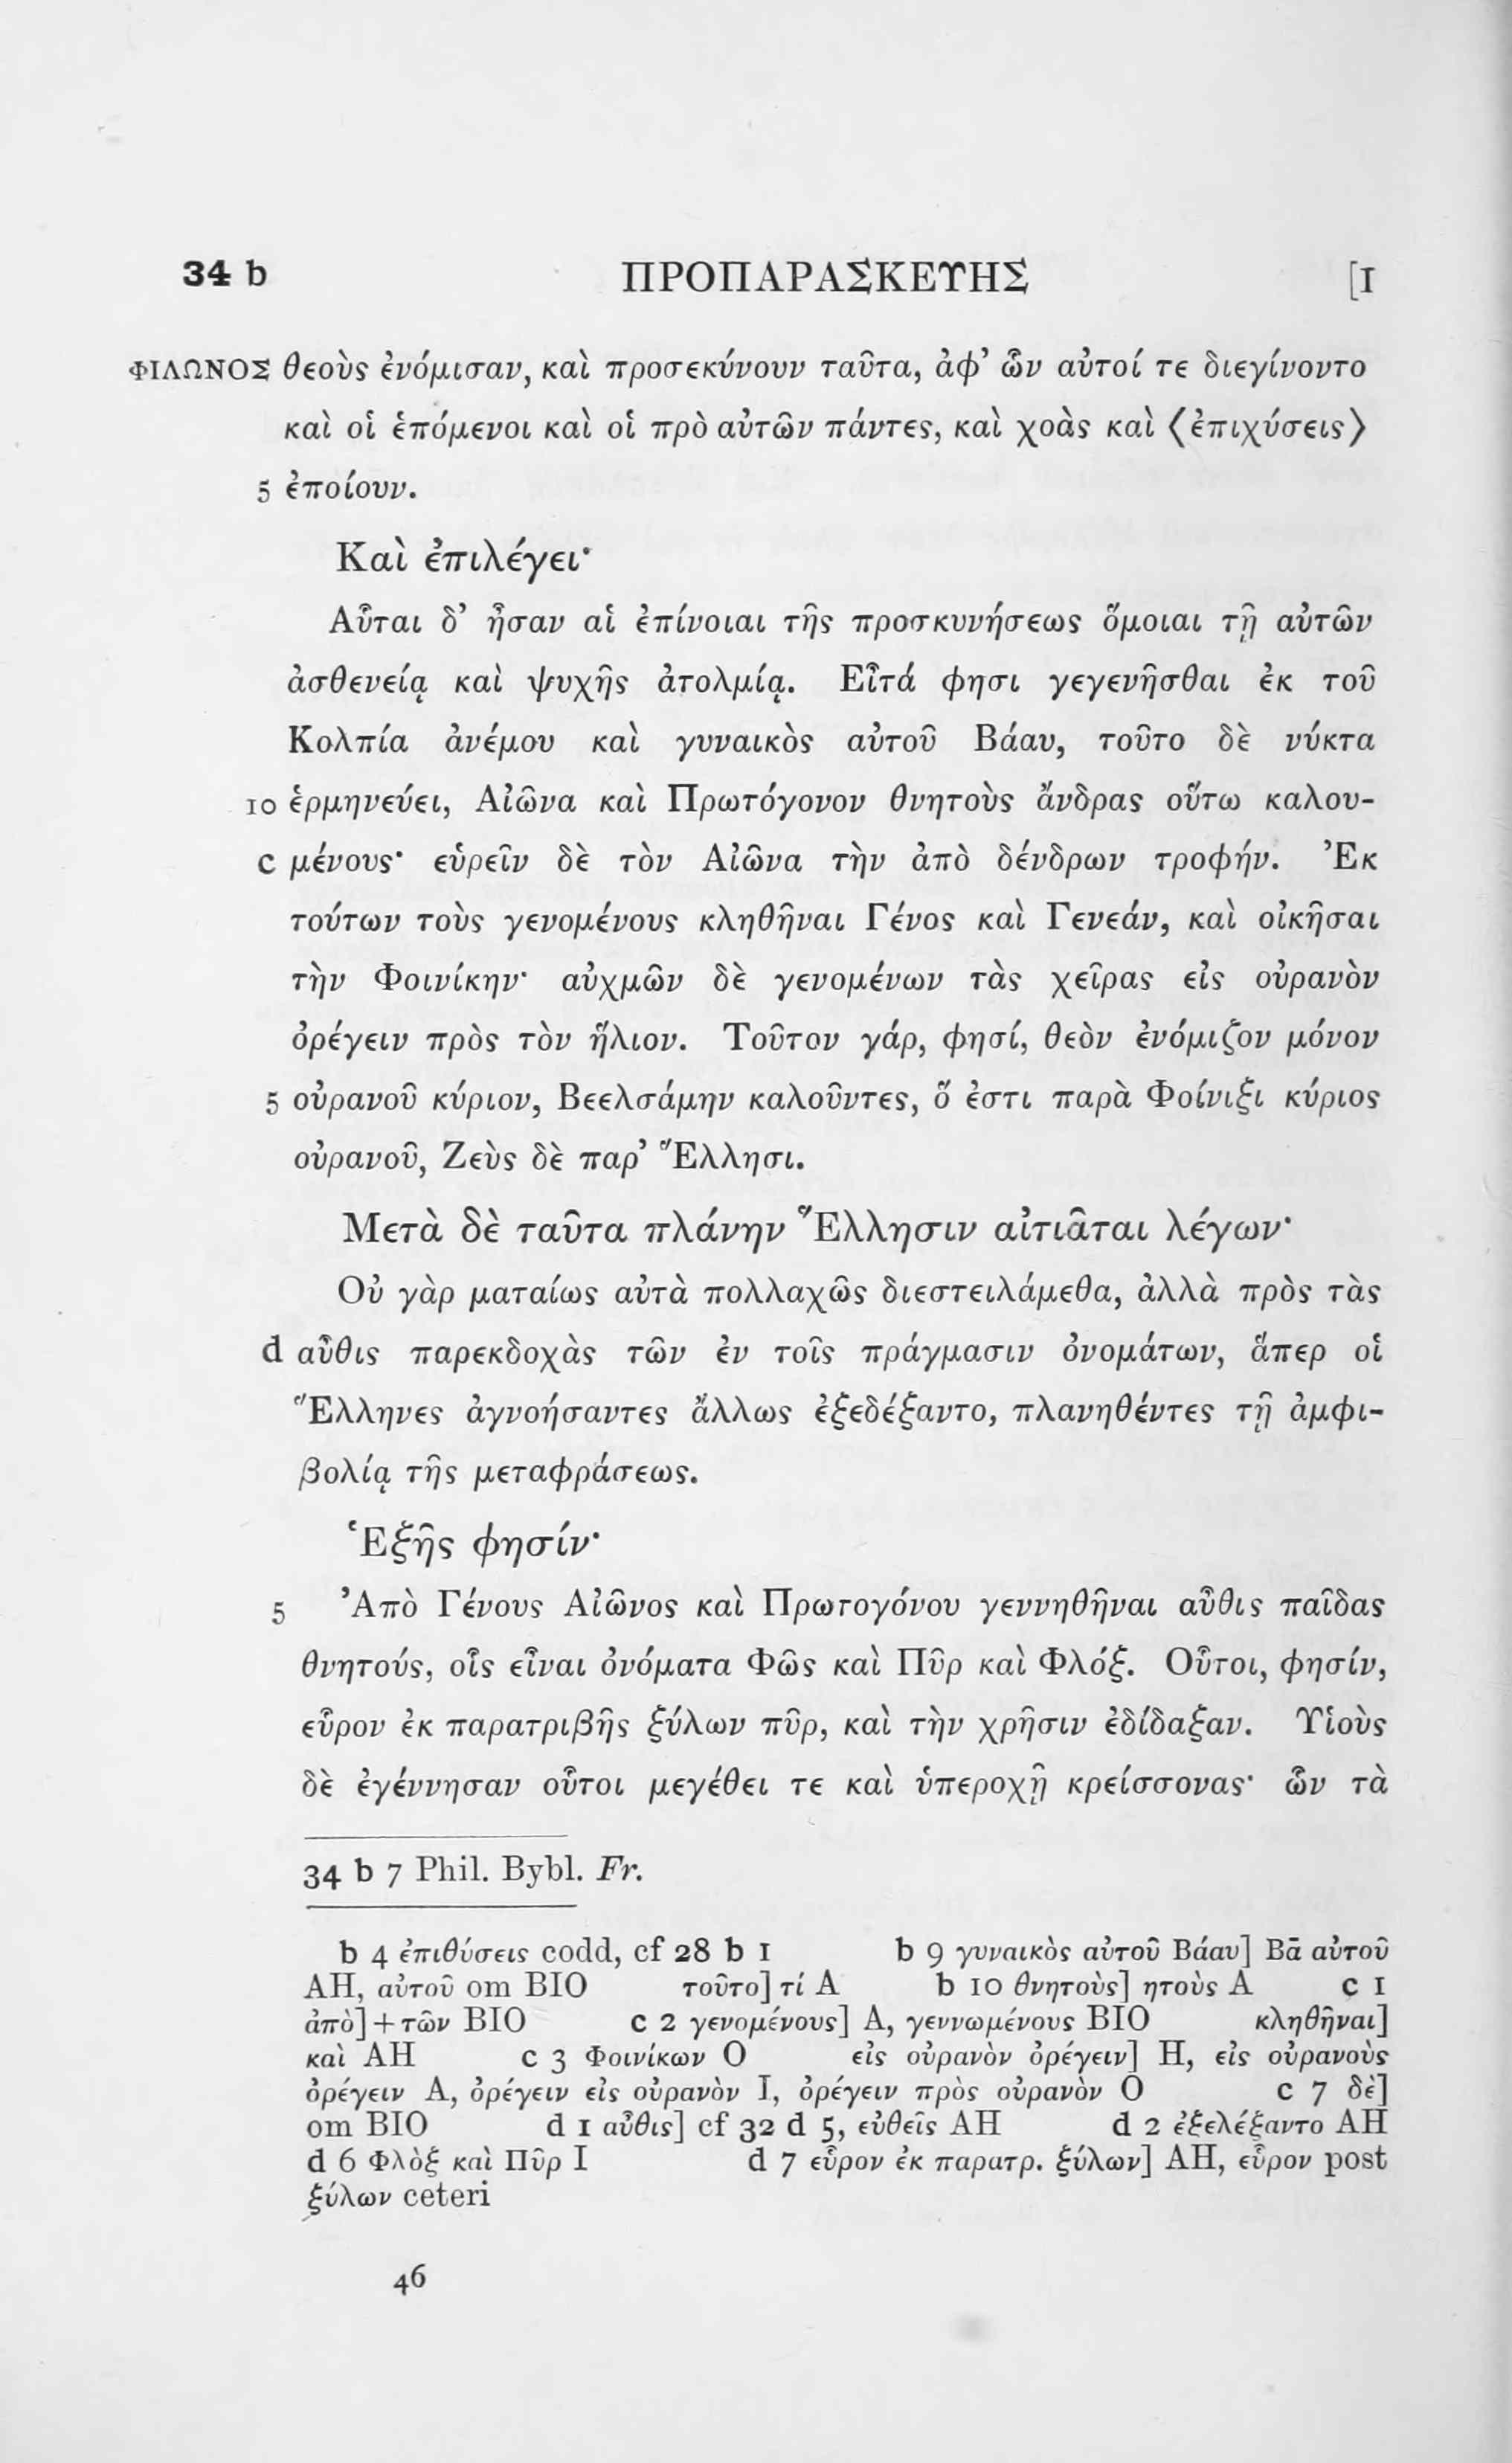 34 b ΠΡΟΠΑΡΑΣΚΕΥΗΣ [I
ΦΙΛΩΝΟΣ θεοὺς ἐνόμισαν, καὶ προσεκύνουν ταῦτα, ἀφ’ ὧν αὐτοί τε διεγίνοντο
καὶ οἱ ἑπόμενοι καὶ οἱ πρὸ αὐτῶν πάντες, καὶ χοὰς καὶ ⟨ἐπιχύσεις⟩
5 ἐποίουν.
Καὶ ἐπιλέγει·
Αὗται δ’ ἦσαν αἱ ἐπίνοιαι τῆς προσκυνήσεως ὅμοιαι τῇ αὐτῶν
ἀσθενείᾳ καὶ ψυχῆς ἀτολμίᾳ. Εἶτά φησι γεγενῆσθαι ἐκ τοῦ
Κολπία ἀνέμου καὶ γυναικὸς αὐτοῦ Βάαυ, τοῦτο δὲ νύκτα
10 ἑρμηνεύει, Αἰῶνα καὶ Πρωτόγονον θνητοὺς ἄνδρας οὕτω καλου-
c μένους· εὑρεῖν δὲ τὸν Αἰῶνα τὴν ἀπὸ δένδρων τροφήν. Ἐκ
τούτων τοὺς γενομένους κληθῆναι Γένος καὶ Γενεάν, καὶ οἰκῆσαι
τὴν Φοινίκην· αὐχμῶν δὲ γενομένων τὰς χεῖρας εἰς οὐρανὸν
ὀρέγειν πρὸς τὸν ἥλιον. Τοῦτον γάρ, φησί, θεὸν ἐνόμιζον μόνον
5 οὐρανοῦ κύριον, Βεελσάμην καλοῦντες, ὅ ἐστι παρὰ Φοίνιξι κύριος
οὐρανοῦ, Ζεὺς δὲ παρ’ Ἕλλησι.
Μετὰ δὲ ταῦτα πλάνην Ἕλλησιν αἰτιᾶται λέγων·
Οὐ γὰρ ματαίως αὐτὰ πολλαχῶς διεστειλάμεθα, ἀλλὰ πρὸς τὰς
d αὖθις παρεκδοχὰς τῶν ἐν τοῖς πράγμασιν ὀνομάτων, ἅπερ οἱ
Ἕλληνες ἀγνοήσαντες ἄλλως ἐξεδέξαντο, πλανηθέντες τῇ ἀμφι-
βολίᾳ τῆς μεταφράσεως.
Ἑξῆς φησίν·
5 Ἀπὸ Γένους Αἰῶνος καὶ Πρωτογόνου γεννηθῆναι αὖθις παῖδας
θνητούς, οἷς εἶναι ὀνόματα Φῶς καὶ Πῦρ καὶ Φλόξ. Οὗτοι, φησίν,
εὗρον ἐκ παρατριβῆς ξύλων πῦρ, καὶ τὴν χρῆσιν ἐδίδαξαν. Υἱοὺς
δὲ ἐγέννησαν οὗτοι μεγέθει τε καὶ ὑπεροχῇ κρείσσονας· ὧν τὰ
34 b 7 Phil. Bybl. Fr.
b 4 ἐπιθύσεις codd, cf 28 b 1 b 9 γυναικὸς αὐτοῦ Βάαυ] Βᾶ αὐτοῦ
AH, αὐτοῦ om BIO τοῦτο] τί A b 10 θνητοὺς] ητοὺς A c 1
ἀπὸ] + τῶν BIO c 2 γενομένους] A, γεννωμένους BIO κληθῆναι]
καὶ AH c 3 Φοινίκων O εἰς οὐρανὸν ὀρέγειν] H, εἰς οὐρανοὺς
ὀρέγειν A, ὀρέγειν εἰς οὐρανὸν I, ὀρέγειν πρὸς οὐρανὸν O c 7 δὲ]
om BIO d 1 αὖθις] cf 32 d 5, εὐθεῖς AH d 2 ἐξελέξαντο AH
d 6 Φλὸξ καὶ Πῦρ I d 7 εὗρον ἐκ παρατρ. ξύλων] AH, εὗρον post
ξύλων ceteri
46